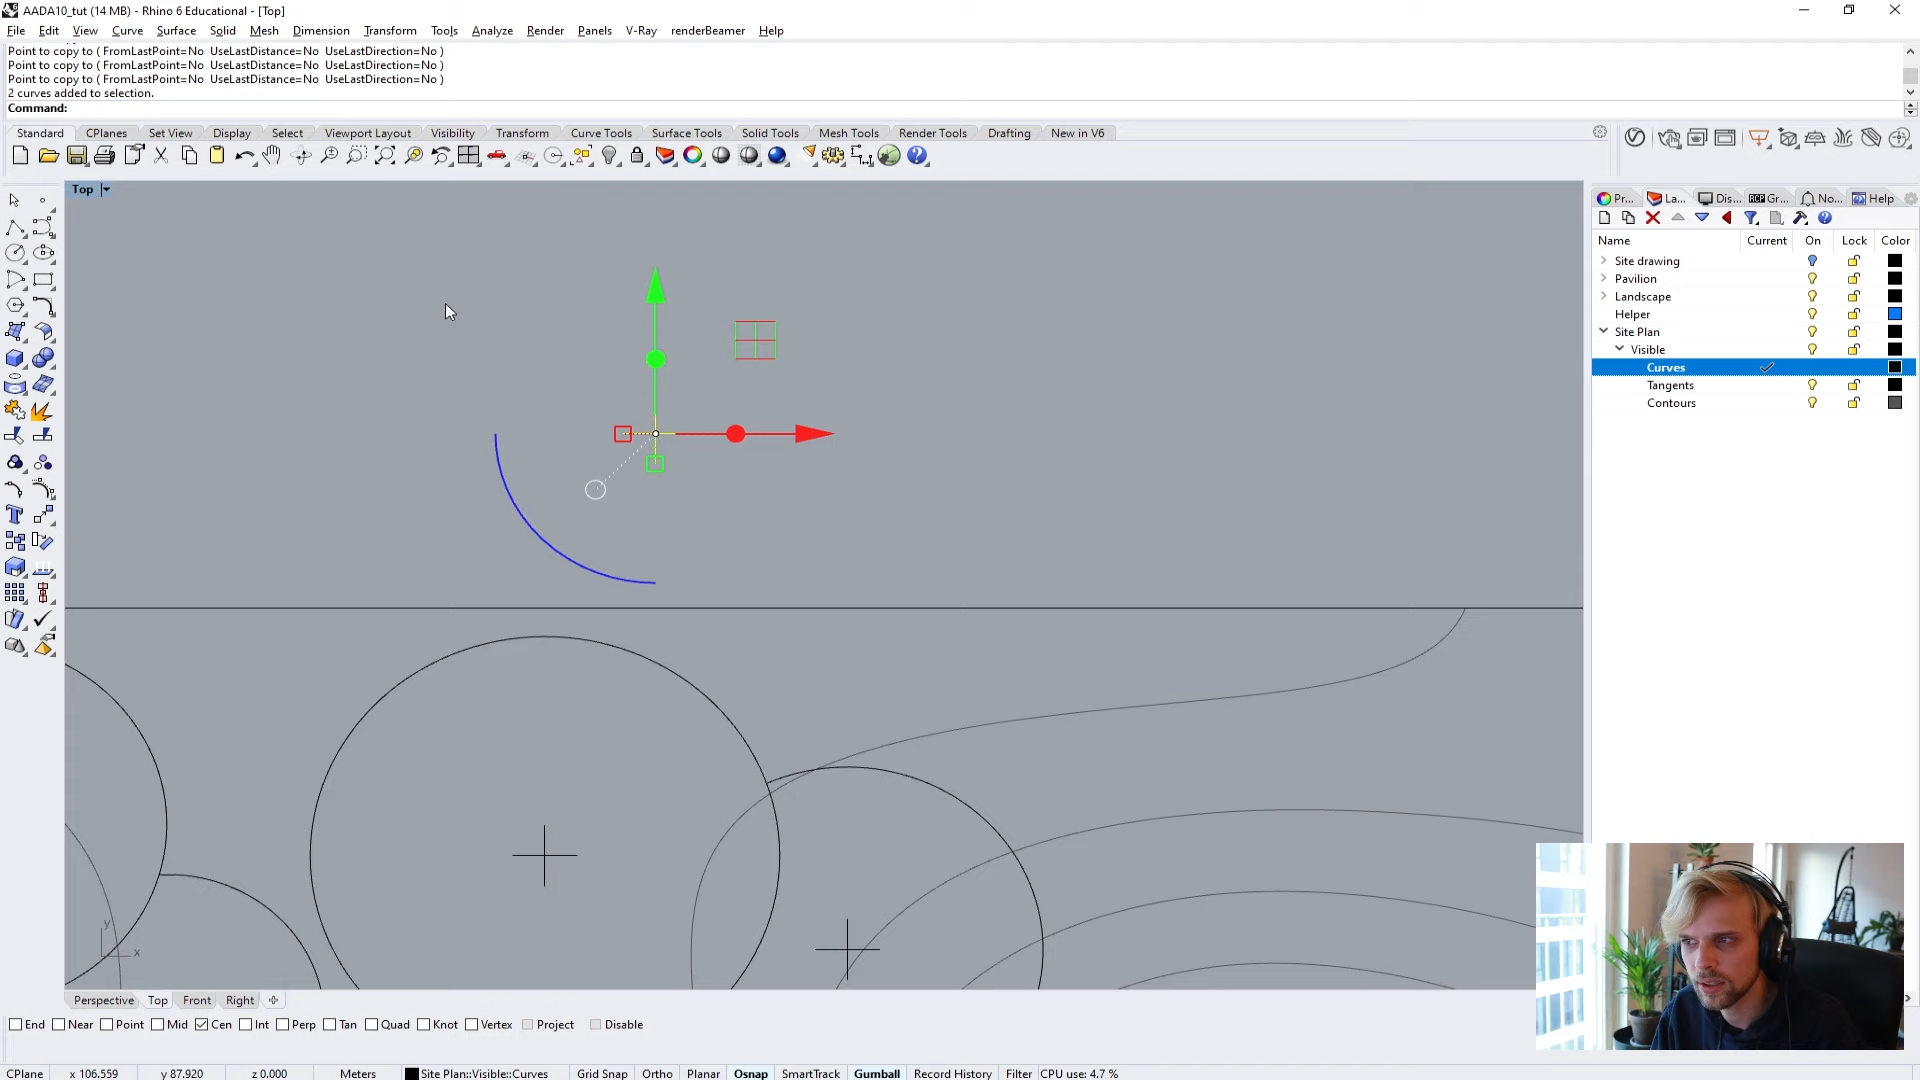 AADA10_tut (14 MB) - Rhino 6 Educational - [Top]
File Edit View Curve Surface Solid Mesh Dimension Transform Tools Analyze Render Panels V-Ray renderBeamer Help
Point to copy to ( FromLastPoint=No UseLastDistance=No UseLastDirection=No )
Point to copy to ( FromLastPoint=No UseLastDistance=No UseLastDirection=No )
Point to copy to ( FromLastPoint=No UseLastDistance=No UseLastDirection=No )
2 curves added to selection.
Command:
Standard CPlanes Set View Display Select Viewport Layout Visibility Transform Curve Tools Surface Tools Solid Tools Mesh Tools Render Tools Drafting New in V6
Top
Pr... La... Dis... Gr... No... Help
Name Current On Lock Color
Site drawing
Pavilion
Landscape
Helper
Site Plan
Visible
Curves
Tangents
Contours
y
x
Perspective Top Front Right
End Near Point Mid Cen Int Perp Tan Quad Knot Vertex Project Disable
CPlane x 106.559 y 87.920 z 0.000 Meters Site Plan::Visible::Curves Grid Snap Ortho Planar Osnap SmartTrack Gumball Record History Filter CPU use: 4.7 %